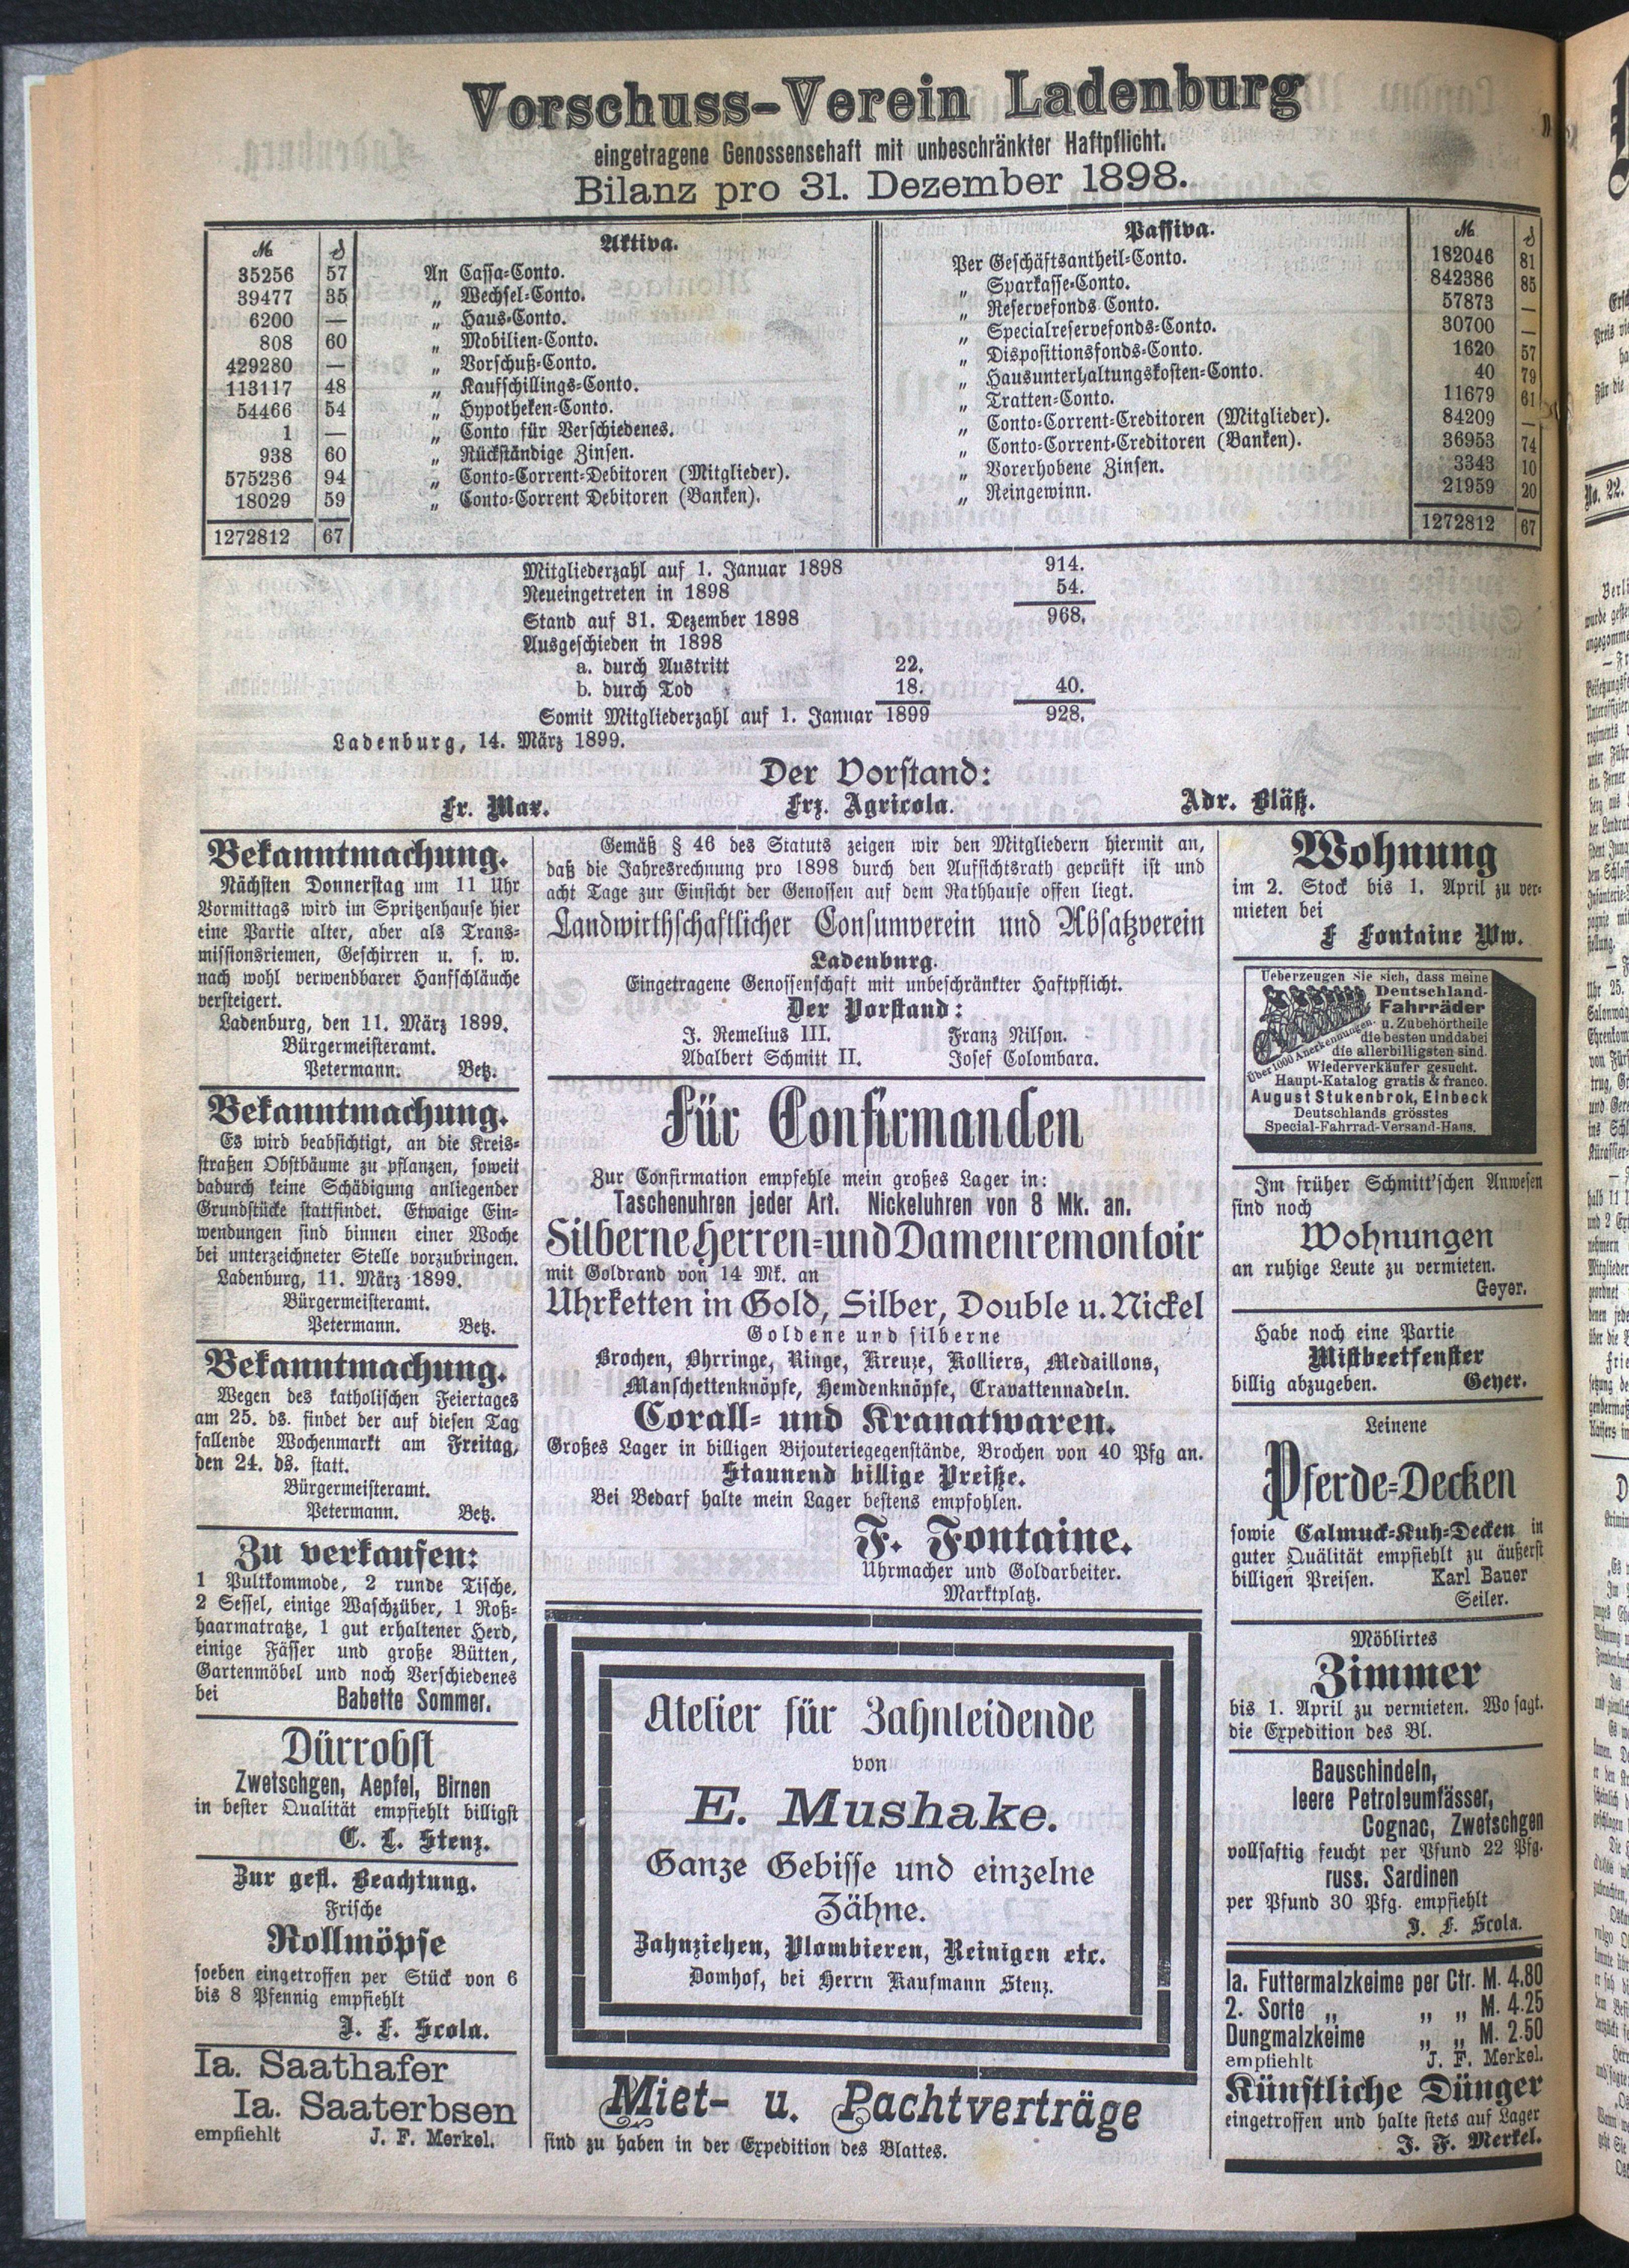 Vorschuss-Verein Ladenburg
eingetragene Genossenschaft mit unbeschränkter Haftpflicht.
Bilanz pro 31. Dezember 1898.
M ₰ Aktiva.
35256 57 An Cassa-Conto.
39477 35 „ Wechsel-Conto.
6200 — „ Haus-Conto.
808 60 „ Mobilien-Conto.
429280 — „ Vorschuß-Conto.
113117 48 „ Kaufschillings-Conto.
54466 54 „ Hypotheken-Conto.
1 — „ Conto für Verschiedenes.
938 60 „ Rückständige Zinsen.
575236 94 „ Conto-Corrent-Debitoren (Mitglieder).
18029 59 „ Conto-Corrent Debitoren (Banken).
1272812 67
Passiva. M ₰
Per Geschäftsantheil-Conto. 182046 81
„ Sparkasse-Conto. 842386 85
„ Reservefonds Conto. 57873 —
„ Specialreservefonds-Conto. 30700 —
„ Dispositionsfonds-Conto. 1620 57
„ Hausunterhaltungskosten-Conto. 40 79
„ Tratten-Conto. 11679 61
„ Conto-Corrent-Creditoren (Mitglieder). 84209 —
„ Conto-Corrent-Creditoren (Banken). 36953 74
„ Vorerhobene Zinsen. 3343 10
„ Reingewinn. 21959 20
1272812 67
Mitgliederzahl auf 1. Januar 1898 914.
Neueingetreten in 1898 54.
Stand auf 31. Dezember 1898 968.
Ausgeschieden in 1898
a. durch Austritt 22.
b. durch Tod 18. 40.
Somit Mitgliederzahl auf 1. Januar 1899 928.
Ladenburg, 14. März 1899.
Der Vorstand:
Fr. Max. Frz. Agricola. Adr. Bläß.
Bekanntmachung.
Nächsten Donnerstag um 11 Uhr
Vormittags wird im Spritzenhause hier
eine Partie alter, aber als Trans-
missionsriemen, Geschirren u. s. w.
nach wohl verwendbarer Hanfschläuche
versteigert.
Ladenburg, den 11. März 1899.
Bürgermeisteramt.
Petermann. Betz.
Bekanntmachung.
Es wird beabsichtigt, an die Kreis-
straßen Obstbäume zu pflanzen, soweit
dadurch keine Schädigung anliegender
Grundstücke stattfindet. Etwaige Ein-
wendungen sind binnen einer Woche
bei unterzeichneter Stelle vorzubringen.
Ladenburg, 11. März 1899.
Bürgermeisteramt.
Petermann. Betz.
Bekanntmachung.
Wegen des katholischen Feiertages
am 25. ds. findet der auf diesen Tag
fallende Wochenmarkt am Freitag,
den 24. ds. statt.
Bürgermeisteramt.
Petermann. Betz.
Zu verkaufen:
1 Pultkommode, 2 runde Tische,
2 Sessel, einige Waschzüber, 1 Roß-
haarmatratze, 1 gut erhaltener Herd,
einige Fässer und große Bütten,
Gartenmöbel und noch Verschiedenes
bei Babette Sommer.
Dürrobst
Zwetschgen, Aepfel, Birnen
in bester Qualität empfiehlt billigst
C. L. Stenz.
Zur gefl. Beachtung.
Frische
Rollmöpse
soeben eingetroffen per Stück von 6
bis 8 Pfennig empfiehlt
J. F. Scola.
Ia. Saathafer
Ia. Saaterbsen
empfiehlt J. F. Merkel.
Gemäß § 46 des Statuts zeigen wir den Mitgliedern hiermit an,
daß die Jahresrechnung pro 1898 durch den Aufsichtsrath geprüft ist und
acht Tage zur Einsicht der Genossen auf dem Rathhause offen liegt.
Landwirthschaftlicher Consumverein und Absatzverein
Ladenburg.
Eingetragene Genossenschaft mit unbeschränkter Haftpflicht.
Der Vorstand:
J. Remelius III. Franz Nilson.
Adalbert Schmitt II. Josef Colombara.
Für Confirmanden
Zur Confirmation empfehle mein großes Lager in:
Taschenuhren jeder Art. Nickeluhren von 8 Mk. an.
Silberne Herren- und Damenremontoir
mit Goldrand von 14 Mk. an
Uhrketten in Gold, Silber, Double u. Nickel
Goldene und silberne
Brochen, Ohrringe, Ringe, Kreuze, Kolliers, Medaillons,
Manschettenknöpfe, Hemdenknöpfe, Cravattennadeln.
Corall- und Kranatwaren.
Großes Lager in billigen Bijouteriegegenstände, Brochen von 40 Pfg an.
Staunend billige Preiße.
Bei Bedarf halte mein Lager bestens empfohlen.
F. Fontaine.
Uhrmacher und Goldarbeiter.
Marktplatz.
Atelier für Zahnleidende
von
E. Mushake.
Ganze Gebisse und einzelne
Zähne.
Zahnziehen, Plombieren, Reinigen etc.
Domhof, bei Herrn Kaufmann Stenz.
Miet- u. Pachtverträge
sind zu haben in der Expedition des Blattes.
Wohnung
im 2. Stock bis 1. April zu ver-
mieten bei
F Fontaine Ww.
Ueberzeugen Sie sich, dass meine
Deutschland-
Fahrräder
u. Zubehörtheile
die besten und dabei
die allerbilligsten sind.
Über 1000 Anerkennungen.
Wiederverkäufer gesucht.
Haupt-Katalog gratis & franco.
August Stukenbrok, Einbeck
Deutschlands grösstes
Special-Fahrrad-Versand-Haus.
Im früher Schmitt'schen Anwesen
sind noch
Wohnungen
an ruhige Leute zu vermieten.
Geyer.
Habe noch eine Partie
Mistbeetfenster
billig abzugeben. Geyer.
Leinene
Pferde-Decken
sowie Calmuck-Kuh-Decken in
guter Quälität empfiehlt zu äußerst
billigen Preisen. Karl Bauer
Seiler.
Möblirtes
Zimmer
bis 1. April zu vermieten. Wo sagt.
die Expedition des Bl.
Bauschindeln,
leere Petroleumfässer,
Cognac, Zwetschgen
vollsaftig feucht per Pfund 22 Pfg.
russ. Sardinen
per Pfund 30 Pfg. empfiehlt
J. F. Scola.
Ia. Futtermalzkeime per Ctr. M. 4.80
2. Sorte „ „ „ M. 4.25
Dungmalzkeime „ „ M. 2.50
empfiehlt J. F. Merkel.
Künstliche Dünger
eingetroffen und halte stets auf Lager
J. F. Merkel.
No. 22.